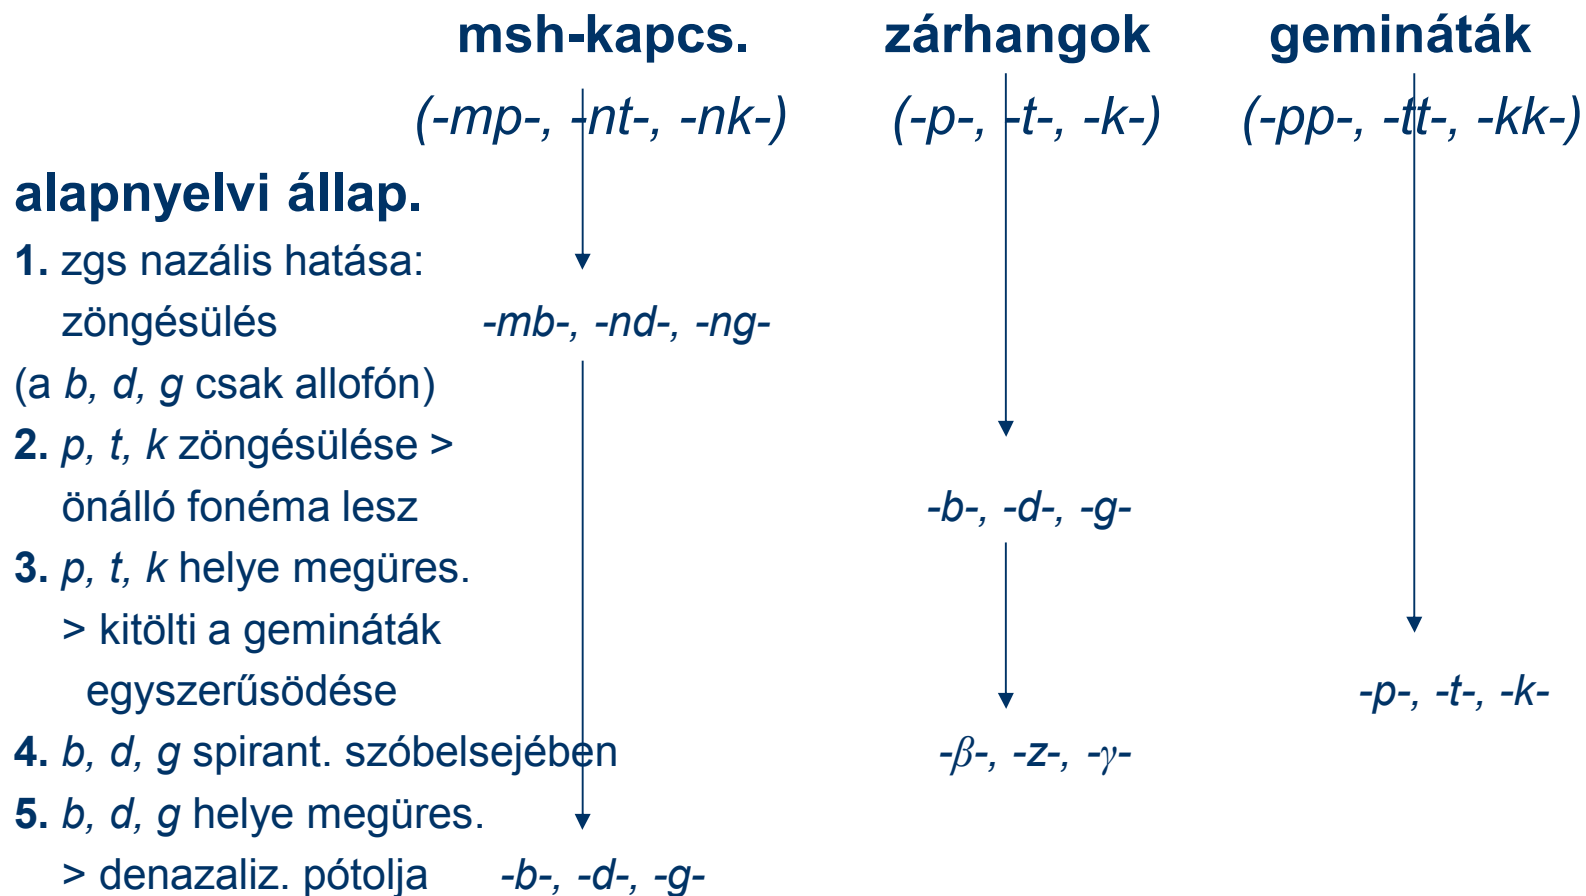 msh-kapcs. zárhangok gemináták
(-mp-, -nt-, -nk-) (-p-, -t-, -k-) (-pp-, -tt-, -kk-)
alapnyelvi állap.
1. zgs nazális hatása:
zöngésülés -mb-, -nd-, -ng-
(a b, d, g csak allofón)
2. p, t, k zöngésülése >
önálló fonéma lesz -b-, -d-, -g-
3. p, t, k helye megüres.
> kitölti a gemináták
egyszerűsödése -p-, -t-, -k-
4. b, d, g spirant. szóbelsejében -β-, -z-, -γ-
5. b, d, g helye megüres.
> denazaliz. pótolja -b-, -d-, -g-